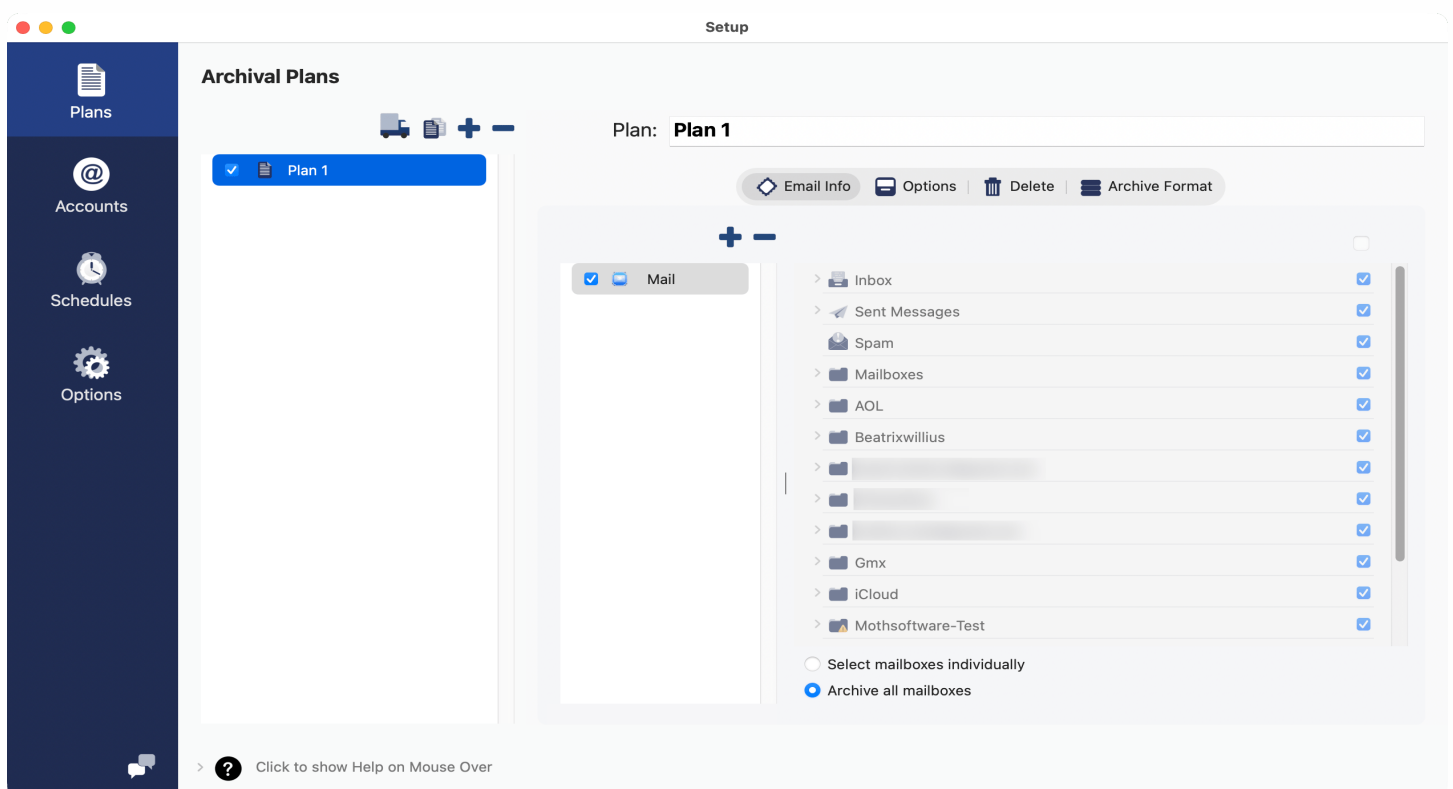 Setup
Plans
Accounts
Schedules
Options
Archival Plans
Plan 1
Plan: Plan 1
Email Info Options Delete Archive Format
Mail
Inbox
Sent Messages
Spam
Mailboxes
AOL
Beatrixwillius
Gmx
iCloud
Mothsoftware-Test
Select mailboxes individually
Archive all mailboxes
? Click to show Help on Mouse Over